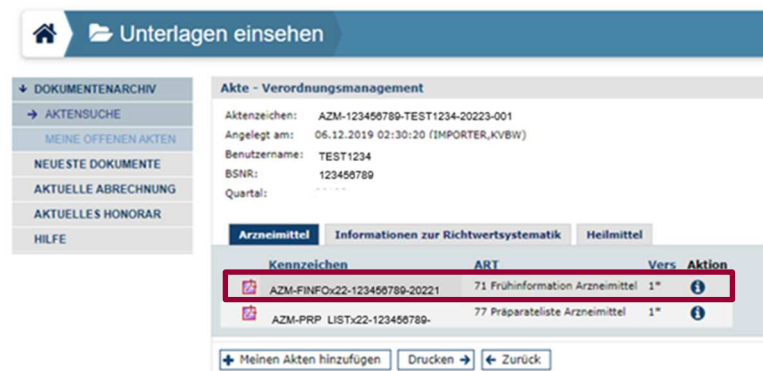 Unterlagen einsehen
DOKUMENTENARCHIV
AKTENSUCHE
MEINE OFFENEN AKTEN
NEUESTE DOKUMENTE
AKTUELLE ABRECHNUNG
AKTUELLES HONORAR
HILFE
Akte - Verordnungsmanagement
Aktenzeichen: AZM-123456789-TEST1234-20223-001
Angelegt am: 06.12.2019 02:30:20 (IMPORTER,KVBW)
Benutzername: TEST1234
BSNR: 123456789
Quartal:
Arzneimittel Informationen zur Richtwertsystematik Heilmittel
Kennzeichen ART Vers Aktion
AZM-FINFOx22-123456789-20221 71 Frühinformation Arzneimittel 1*
AZM-PRP_LISTx22-123456789- 77 Präparateliste Arzneimittel 1*
Meinen Akten hinzufügen Drucken Zurück